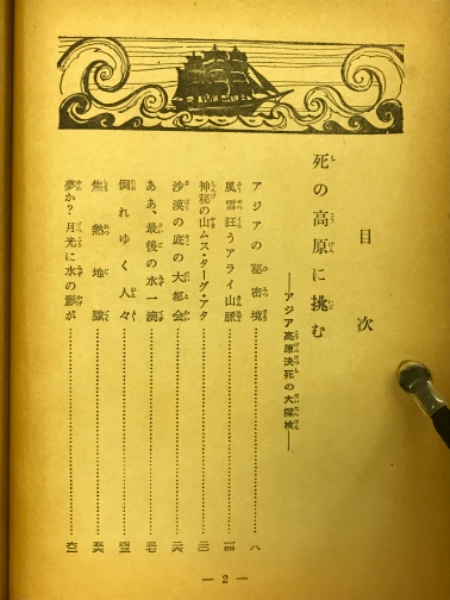 目次
死の高原に挑む
――アジア高原決死の大探検――
アジアの秘密境……八
風雪狂うアライ山脈……一四
神秘の山ムス・ターグ・アタ……二〇
沙漠の底の大都会……二六
ああ、最後の水一滴……三七
倒れゆく人々……四三
焦熱地獄……五六
夢か？月光に水の影が……六三
— 2 —